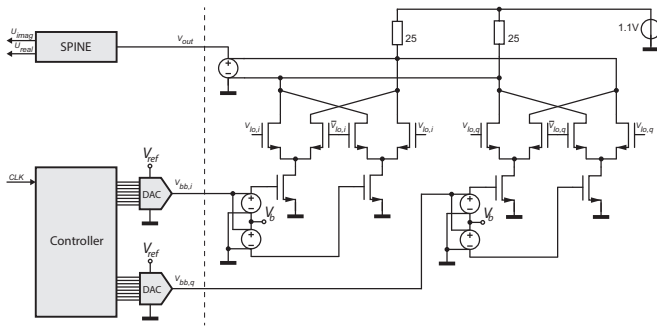 U_imag
U_real
SPINE
V_out
25
25
1.1V
V_lo,i
V̅_lo,i
V_lo,i
V_lo,q
V̅_lo,q
V_lo,q
CLK
V_ref
V_bb,i
DAC
V_b
V_b
Controller
V_ref
V_bb,q
DAC